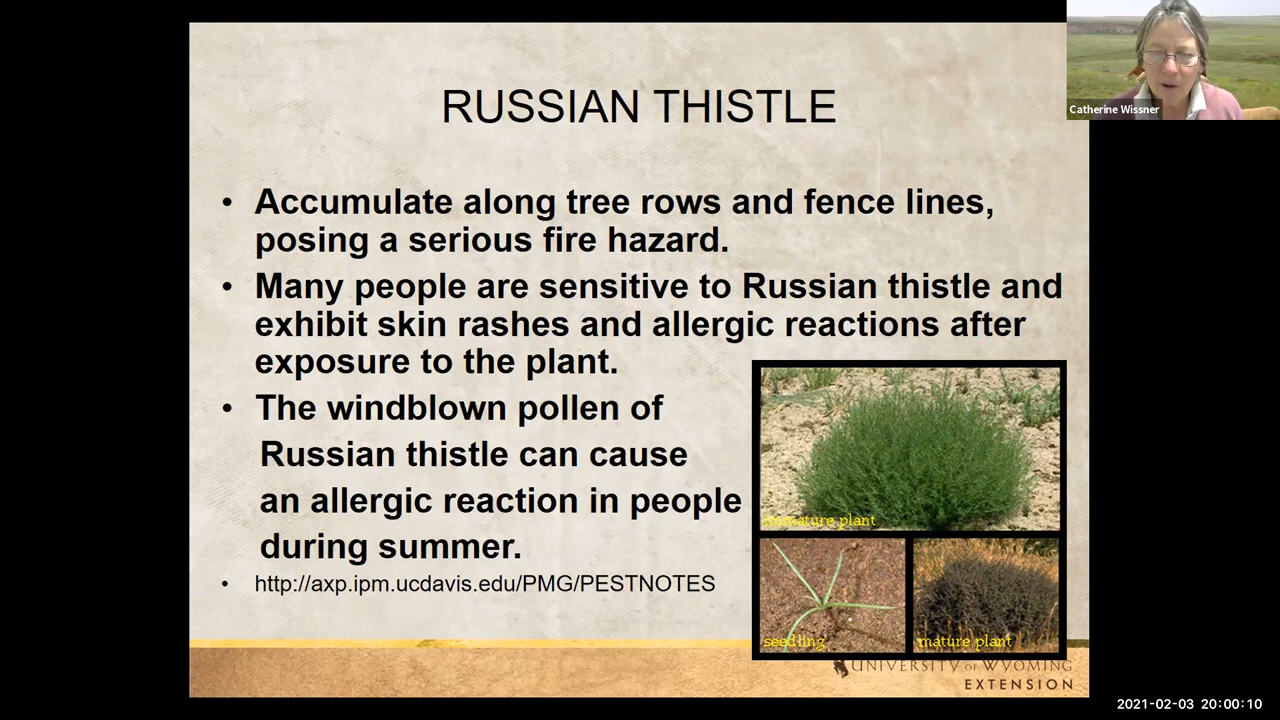 Catherine Wissner
RUSSIAN THISTLE
• Accumulate along tree rows and fence lines,
posing a serious fire hazard.
• Many people are sensitive to Russian thistle and
exhibit skin rashes and allergic reactions after
exposure to the plant.
• The windblown pollen of
Russian thistle can cause
an allergic reaction in people
during summer.
• http://axp.ipm.ucdavis.edu/PMG/PESTNOTES
immature plant
seedling
mature plant
UNIVERSITY OF WYOMING
EXTENSION
2021-02-03 20:00:10